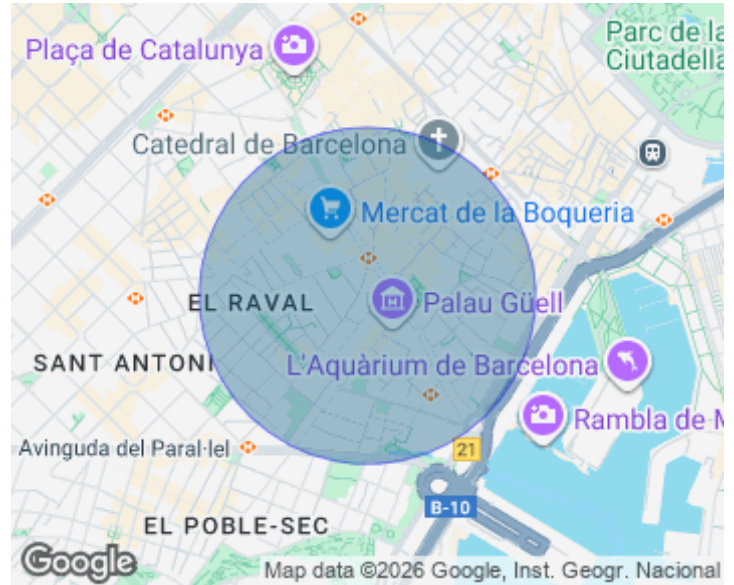 Parc de la
Ciutadella
Plaça de Catalunya
Catedral de Barcelona
Mercat de la Boqueria
EL RAVAL
Palau Güell
SANT ANTONI
L'Aquàrium de Barcelona
Rambla de M
Avinguda del Paral·lel
21
B-10
EL POBLE-SEC
Google
Map data ©2026 Google, Inst. Geogr. Nacional